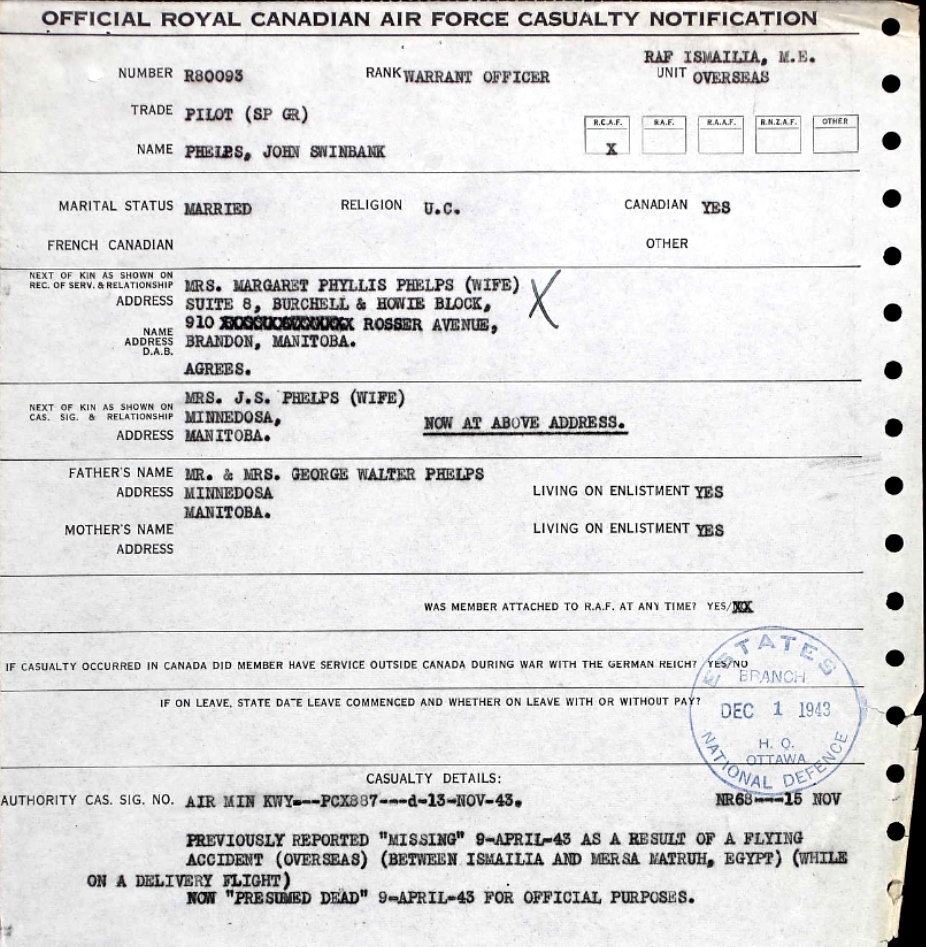 OFFICIAL ROYAL CANADIAN AIR FORCE CASUALTY NOTIFICATION
RAF ISMAILIA, M.E.
NUMBER R80093 RANK WARRANT OFFICER UNIT OVERSEAS
TRADE PILOT (SP GR)
R.C.A.F. R.A.F. R.A.A.F. R.N.Z.A.F. OTHER
X
NAME PHELPS, JOHN SWINBANK
MARITAL STATUS MARRIED RELIGION U.C. CANADIAN YES
FRENCH CANADIAN OTHER
NEXT OF KIN AS SHOWN ON
REC. OF SERV. & RELATIONSHIP MRS. MARGARET PHYLLIS PHELPS (WIFE) X
ADDRESS SUITE 8, BURCHELL & HOWIE BLOCK,
910 ROSSER AVENUE,
NAME
ADDRESS BRANDON, MANITOBA.
D.A.B.
AGREES.
MRS. J.S. PHELPS (WIFE)
NEXT OF KIN AS SHOWN ON
CAS. SIG. & RELATIONSHIP MINNEDOSA, NOW AT ABOVE ADDRESS.
ADDRESS MANITOBA.
FATHER'S NAME MR. & MRS. GEORGE WALTER PHELPS
ADDRESS MINNEDOSA LIVING ON ENLISTMENT YES
MANITOBA.
MOTHER'S NAME LIVING ON ENLISTMENT YES
ADDRESS
WAS MEMBER ATTACHED TO R.A.F. AT ANY TIME? YES/XX
IF CASUALTY OCCURRED IN CANADA DID MEMBER HAVE SERVICE OUTSIDE CANADA DURING WAR WITH THE GERMAN REICH? YES/NO
IF ON LEAVE, STATE DATE LEAVE COMMENCED AND WHETHER ON LEAVE WITH OR WITHOUT PAY?
ESTATES
BRANCH
DEC 1 1943
H. Q.
OTTAWA
NATIONAL DEFENCE
CASUALTY DETAILS:
AUTHORITY CAS. SIG. NO. AIR MIN KWY---PCX887---d-13-NOV-43. NR68---15 NOV
PREVIOUSLY REPORTED "MISSING" 9-APRIL-43 AS A RESULT OF A FLYING
ACCIDENT (OVERSEAS) (BETWEEN ISMAILIA AND MERSA MATRUH, EGYPT) (WHILE
ON A DELIVERY FLIGHT)
NOW "PRESUMED DEAD" 9-APRIL-43 FOR OFFICIAL PURPOSES.